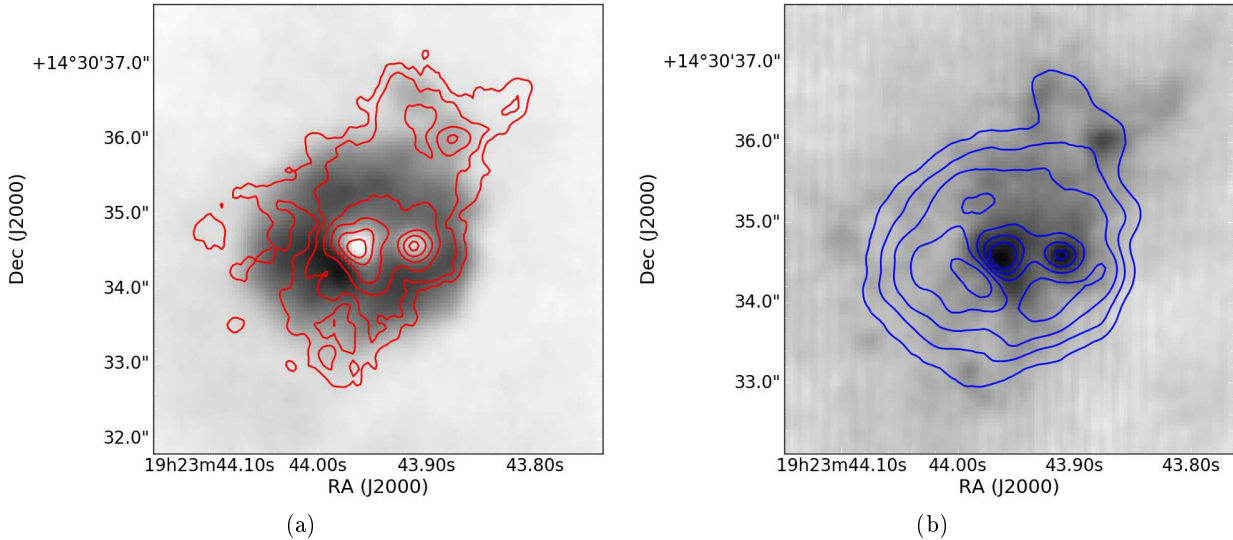 +14°30'37.0"
36.0"
35.0"
34.0"
33.0"
32.0"
Dec (J2000)
19h23m44.10s 44.00s 43.90s 43.80s
RA (J2000)
(a)
+14°30'37.0"
36.0"
35.0"
34.0"
33.0"
Dec (J2000)
19h23m44.10s 44.00s 43.90s 43.80s
RA (J2000)
(b)